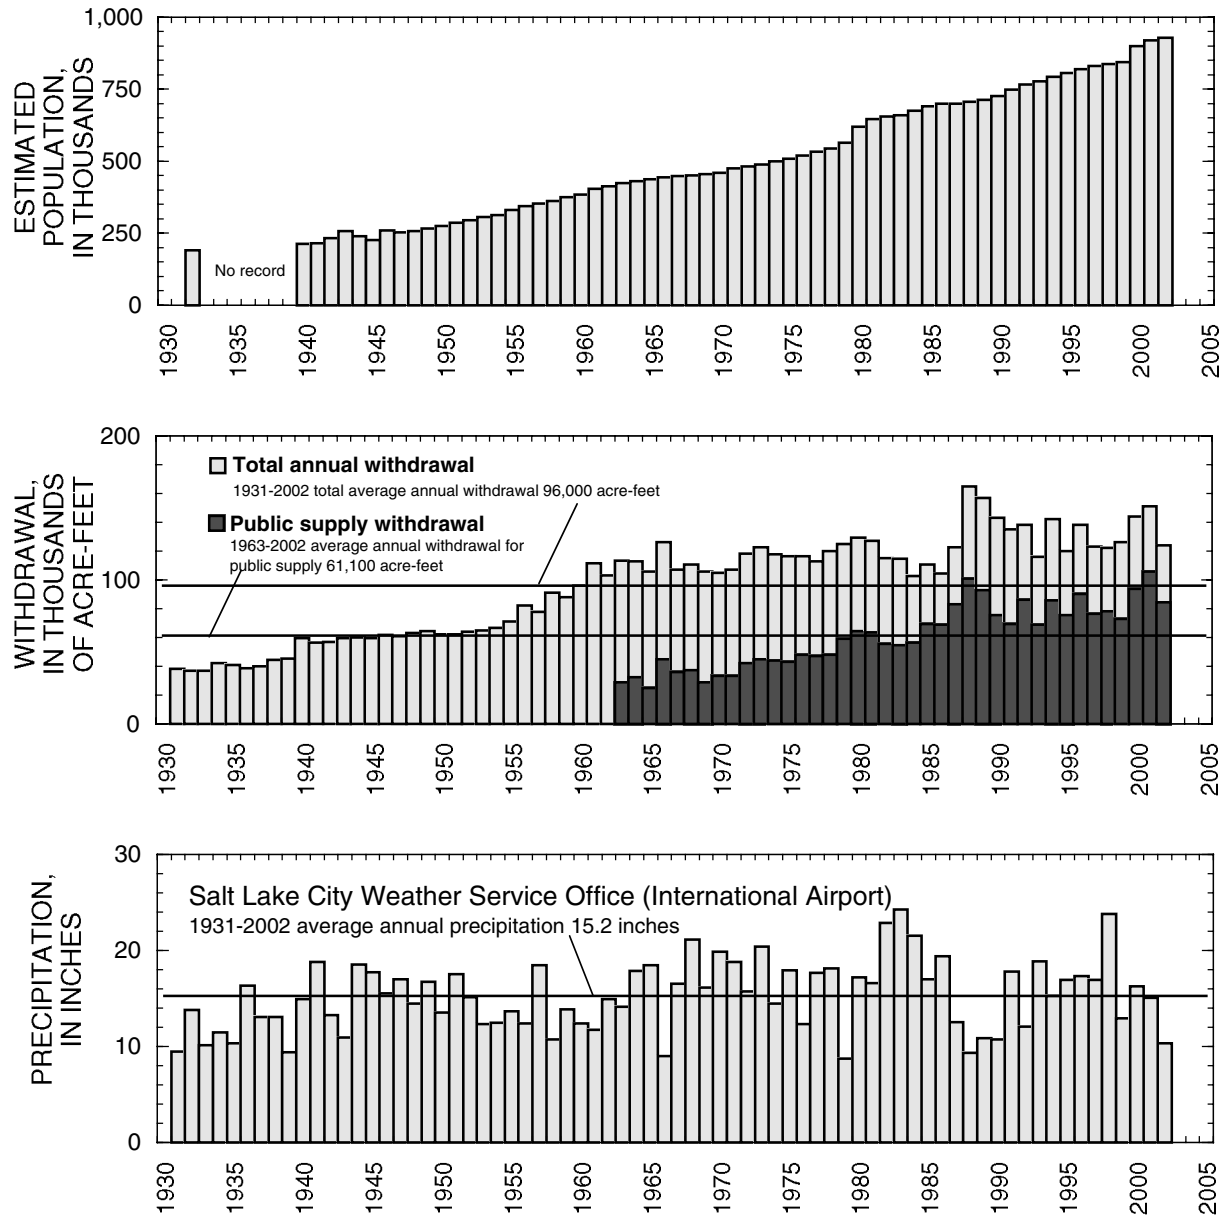 ESTIMATED
POPULATION,
IN THOUSANDS
1,000
750
500
250
0
No record
1930 1935 1940 1945 1950 1955 1960 1965 1970 1975 1980 1985 1990 1995 2000 2005
WITHDRAWAL,
IN THOUSANDS
OF ACRE-FEET
200
100
0
Total annual withdrawal
1931-2002 total average annual withdrawal 96,000 acre-feet
Public supply withdrawal
1963-2002 average annual withdrawal for
public supply 61,100 acre-feet
1930 1935 1940 1945 1950 1955 1960 1965 1970 1975 1980 1985 1990 1995 2000 2005
PRECIPITATION,
IN INCHES
30
20
10
0
Salt Lake City Weather Service Office (International Airport)
1931-2002 average annual precipitation 15.2 inches
1930 1935 1940 1945 1950 1955 1960 1965 1970 1975 1980 1985 1990 1995 2000 2005